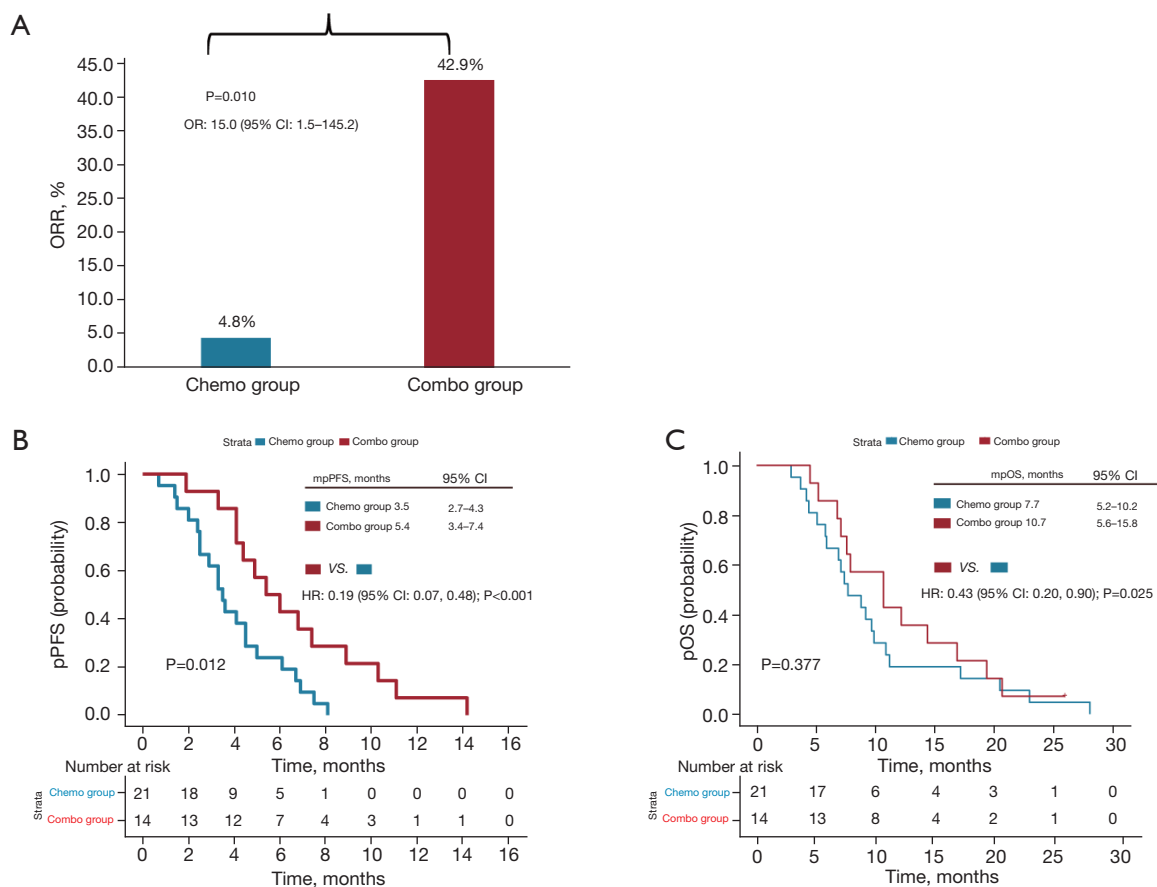 A
45.0
40.0
35.0
30.0
25.0
20.0
15.0
10.0
5.0
0.0
ORR, %
42.9%
P=0.010
OR: 15.0 (95% CI: 1.5–145.2)
4.8%
Chemo group Combo group
B
Strata Chemo group Combo group
1.0
0.8
0.6
0.4
0.2
0.0
pPFS (probability)
mpPFS, months 95% CI
Chemo group 3.5 2.7–4.3
Combo group 5.4 3.4–7.4
VS.
HR: 0.19 (95% CI: 0.07, 0.48); P<0.001
P=0.012
0 2 4 6 8 10 12 14 16
Number at risk
Time, months
Strata
Chemo group 21 18 9 5 1 0 0 0 0
Combo group 14 13 12 7 4 3 1 1 0
0 2 4 6 8 10 12 14 16
Time, months
C
Strata Chemo group Combo group
1.0
0.8
0.6
0.4
0.2
0.0
pOS (probability)
mpOS, months 95% CI
Chemo group 7.7 5.2–10.2
Combo group 10.7 5.6–15.8
VS.
HR: 0.43 (95% CI: 0.20, 0.90); P=0.025
P=0.377
0 5 10 15 20 25 30
Number at risk
Time, months
Strata
Chemo group 21 17 6 4 3 1 0
Combo group 14 13 8 4 2 1 0
0 5 10 15 20 25 30
Time, months